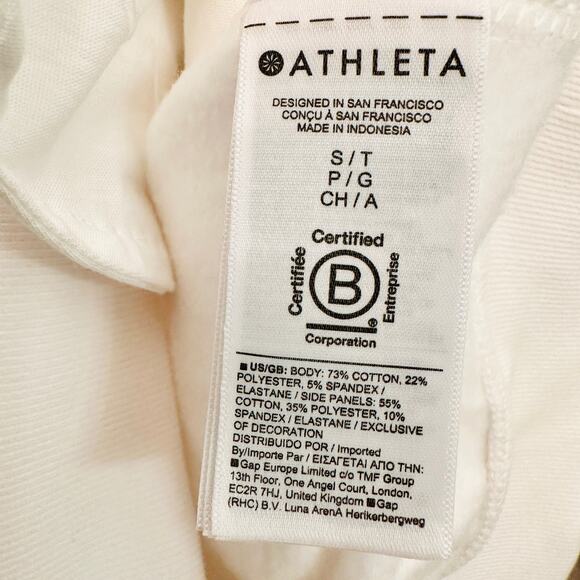 ATHLETA
DESIGNED IN SAN FRANCISCO
CONÇU À SAN FRANCISCO
MADE IN INDONESIA
S / T
P / G
CH / A
Certified
Certifiée
B
Entreprise
®
Corporation
US/GB: BODY: 73% COTTON, 22%
POLYESTER, 5% SPANDEX /
ELASTANE / SIDE PANELS: 55%
COTTON, 35% POLYESTER, 10%
SPANDEX / ELASTANE / EXCLUSIVE
OF DECORATION
DISTRIBUIDO POR / Imported
By/Importe Par / ΕΙΣΑΓΕΤΑΙ ΑΠΟ ΤΗΝ:
Gap Europe Limited c/o TMF Group
13th Floor, One Angel Court, London,
EC2R 7HJ, United Kingdom Gap
(RHC) B.V. Luna ArenA Herikerbergweg